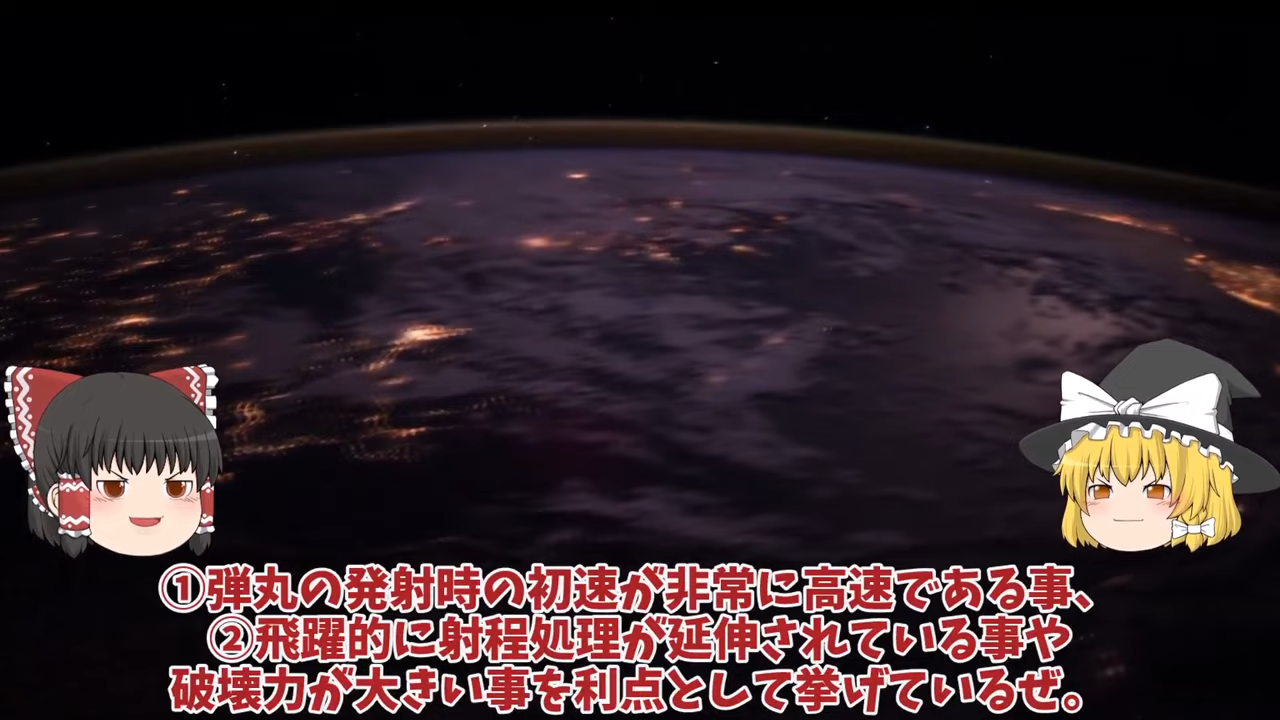 ①弾丸の発射時の初速が非常に高速である事、
②飛躍的に射程処理が延伸されている事や
破壊力が大きい事を利点として挙げているぜ。